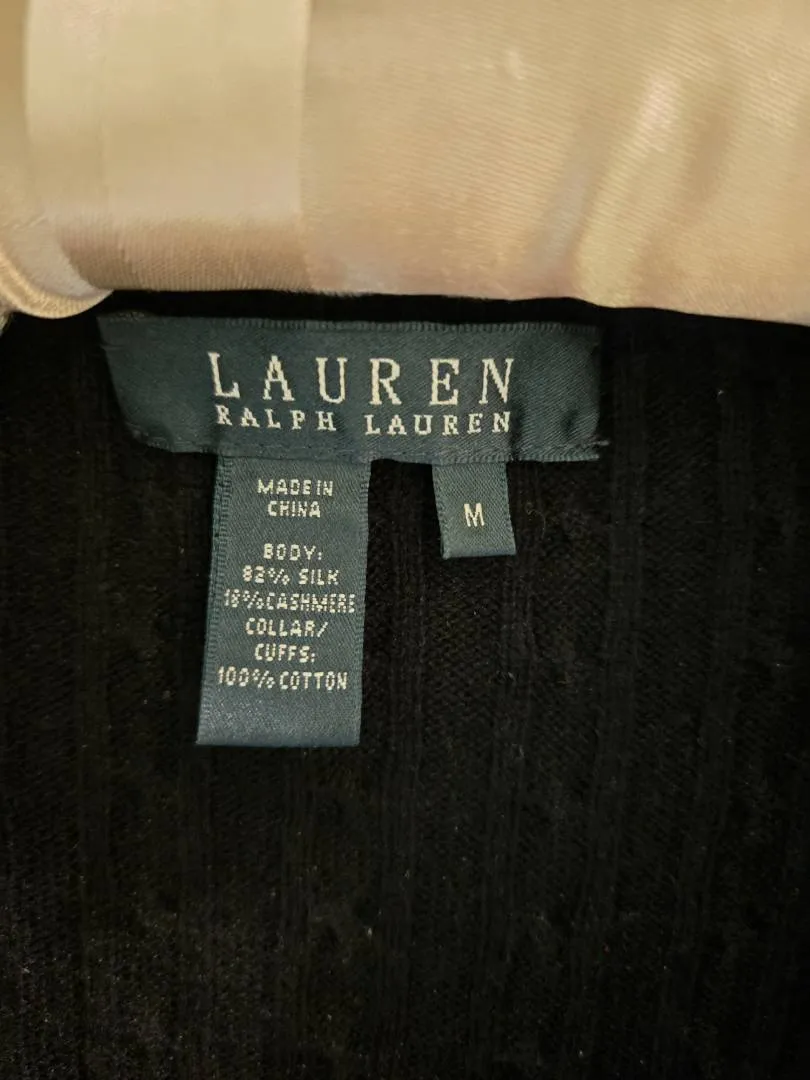 LAUREN
RALPH LAUREN
MADE IN
CHINA
BODY:
82% SILK
18% CASHMERE
COLLAR/
CUFFS:
100% COTTON
M